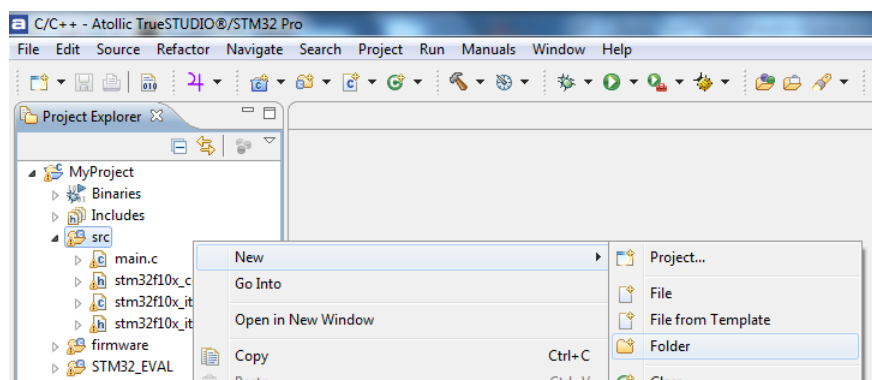 C/C++ - Atollic TrueSTUDIO®/STM32 Pro
File Edit Source Refactor Navigate Search Project Run Manuals Window Help
Project Explorer
MyProject
Binaries
Includes
src
main.c
New
Project...
stm32f10x_c
Go Into
File
stm32f10x_it
Open in New Window
File from Template
stm32f10x_it
firmware
Copy Ctrl+C
Folder
STM32_EVAL